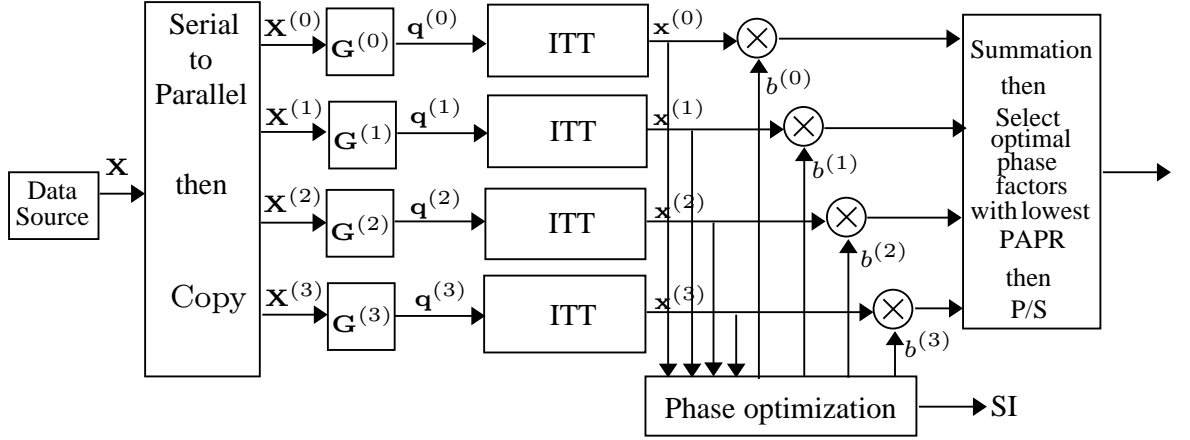 Data
Source
X
Serial
to
Parallel
then
Copy
X^(0)
G^(0)
q^(0)
ITT
x^(0)
b^(0)
X^(1)
G^(1)
q^(1)
ITT
x^(1)
b^(1)
X^(2)
G^(2)
q^(2)
ITT
x^(2)
b^(2)
X^(3)
G^(3)
q^(3)
ITT
x^(3)
b^(3)
Phase optimization
SI
Summation
then
Select
optimal
phase
factors
with lowest
PAPR
then
P/S